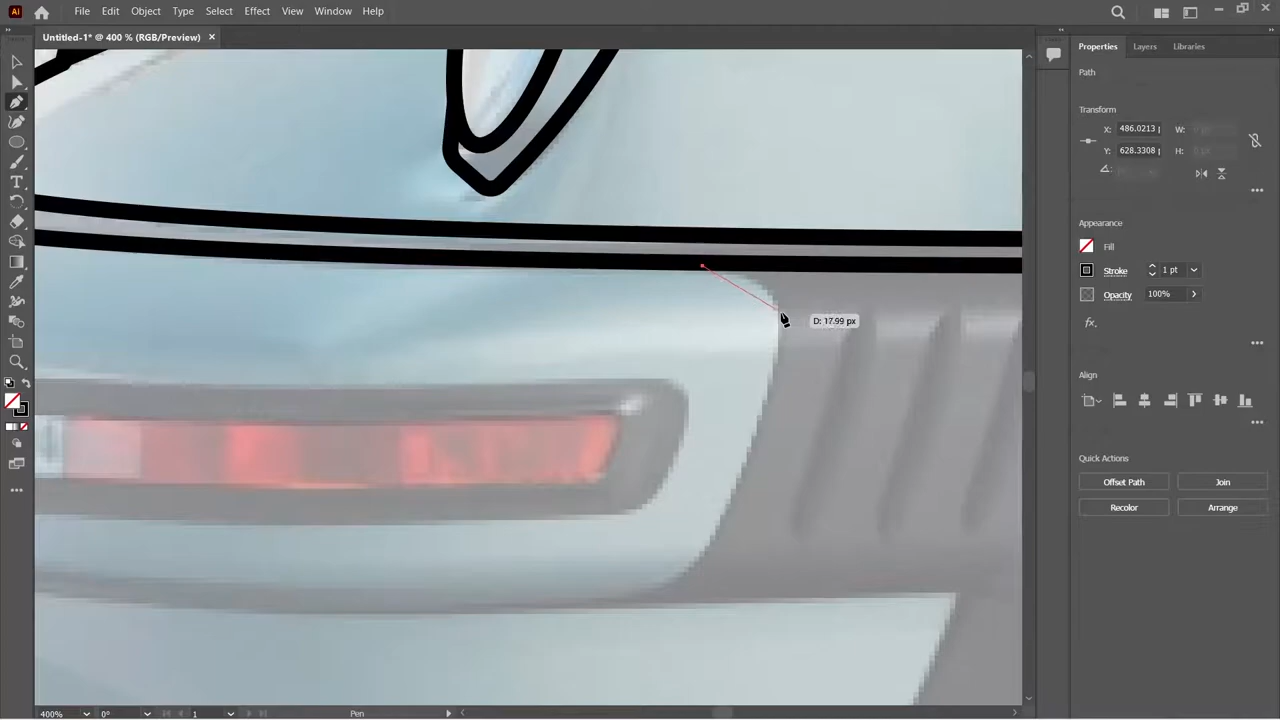 Ai
File Edit Object Type Select Effect View Window Help
Untitled-1* @ 400 % (RGB/Preview) ×
Properties Layers Libraries
Path
Transform
X: 486.0213 p W:
Y: 628.3308 p H:
Appearance
Fill
Stroke 1 pt
Opacity 100%
fx
D: 17.99 px
Align
Quick Actions
Offset Path Join
Recolor Arrange
400% 0° 1 Pen